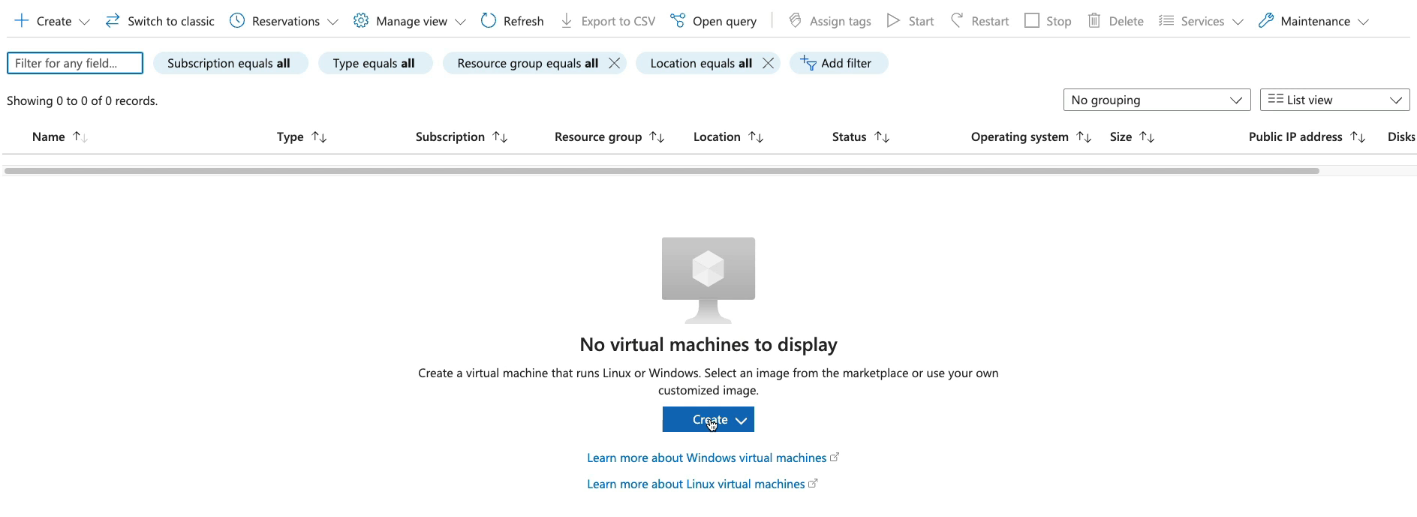 Create Switch to classic Reservations Manage view Refresh Export to CSV Open query Assign tags Start Restart Stop Delete Services Maintenance
Filter for any field... Subscription equals all Type equals all Resource group equals all Location equals all Add filter
Showing 0 to 0 of 0 records.
No grouping List view
Name Type Subscription Resource group Location Status Operating system Size Public IP address Disks
No virtual machines to display
Create a virtual machine that runs Linux or Windows. Select an image from the marketplace or use your own
customized image.
Create
Learn more about Windows virtual machines
Learn more about Linux virtual machines